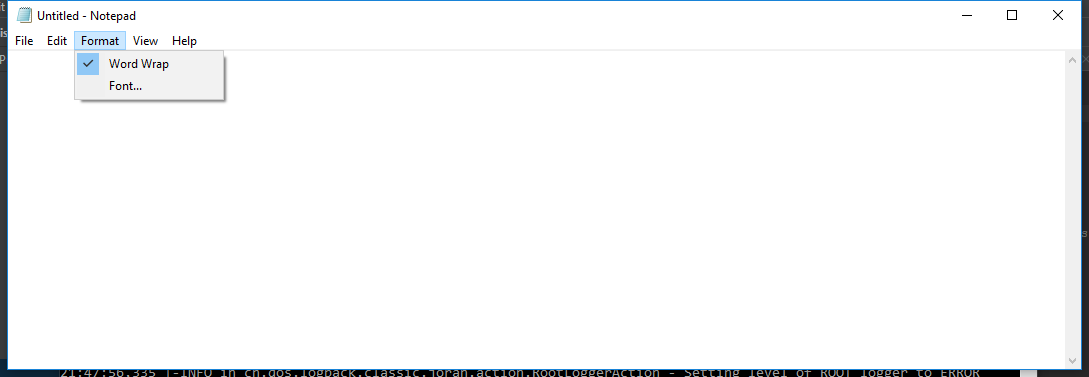 Untitled - Notepad
File Edit Format View Help
Word Wrap
Font...
21:47:56.335 |-INFO in ch.qos.logback.classic.joran.action.RootLoggerAction - Setting level of ROOT logger to ERROR